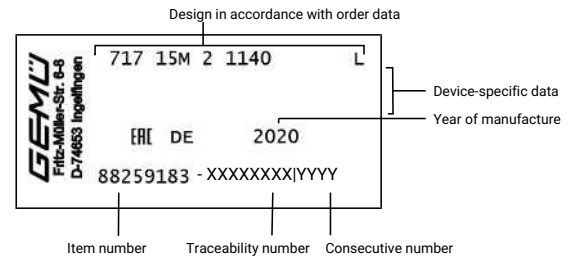 Design in accordance with order data
717 15M 2 1140 L
GEMÜ
Fritz-Müller-Str. 6-8
D-74653 Ingelfingen
Device-specific data
Year of manufacture
EAC DE 2020
88259183 - XXXXXXXX|YYYY
Item number Traceability number Consecutive number